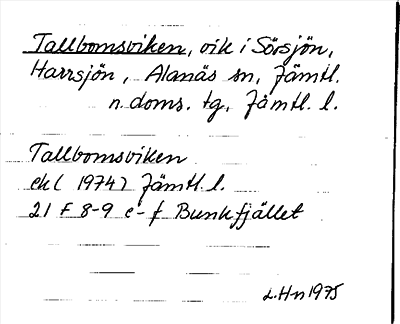 Tallbomsviken, vik i Sörsjön,
Harrsjön, Alanäs sn, Jämtl.
n. doms. tg, Jämtl. l.
Tallbomsviken
ek ( 1974) Jämtl. l.
21 F 8-9 e-f Bunkfjället
L.Hn 1975